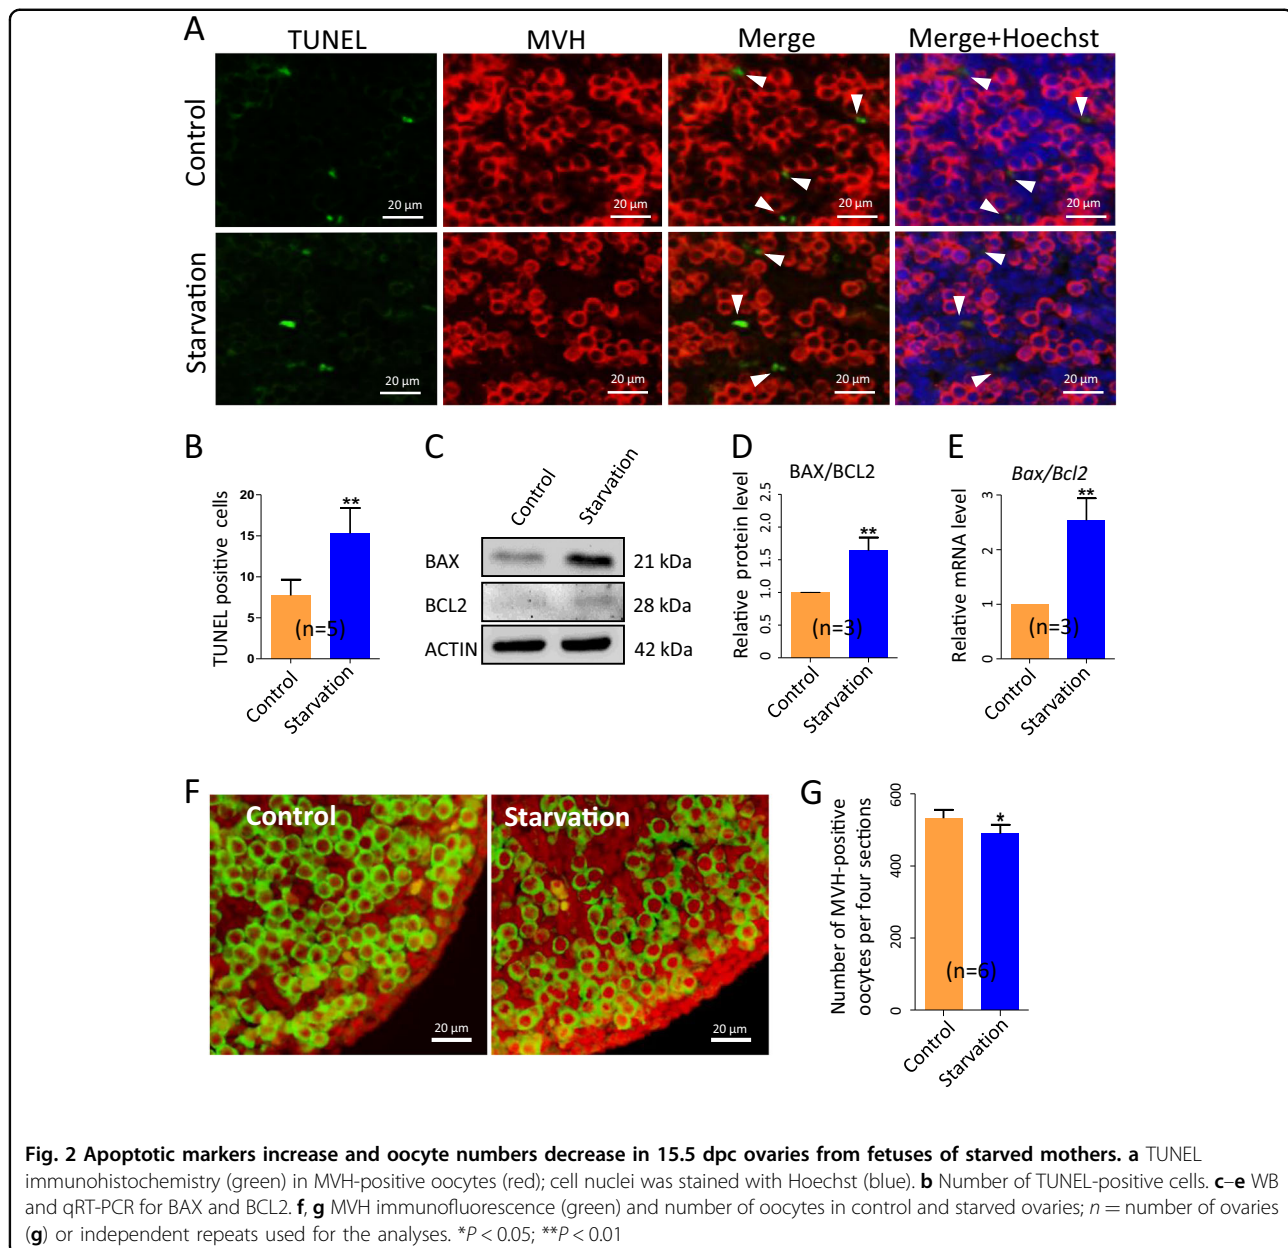 A
TUNEL MVH Merge Merge+Hoechst
Control
20 µm 20 µm 20 µm 20 µm
Starvation
20 µm 20 µm 20 µm 20 µm
B
TUNEL positive cells
20
15
10
5
0
**
(n=5)
Control Starvation
C
Control Starvation
BAX 21 kDa
BCL2 28 kDa
ACTIN 42 kDa
D
BAX/BCL2
Relative protein level
2.5
2.0
1.5
1.0
0.5
0
**
(n=3)
Control Starvation
E
Bax/Bcl2
Relative mRNA level
3
2
1
0
**
(n=3)
Control Starvation
F
Control Starvation
20 µm 20 µm
G
Number of MVH-positive
oocytes per four sections
600
400
200
0
*
(n=6)
Control Starvation
Fig. 2 Apoptotic markers increase and oocyte numbers decrease in 15.5 dpc ovaries from fetuses of starved mothers. a TUNEL
immunohistochemistry (green) in MVH-positive oocytes (red); cell nuclei was stained with Hoechst (blue). b Number of TUNEL-positive cells. c–e WB
and qRT-PCR for BAX and BCL2. f, g MVH immunofluorescence (green) and number of oocytes in control and starved ovaries; n = number of ovaries
(g) or independent repeats used for the analyses. *P < 0.05; **P < 0.01